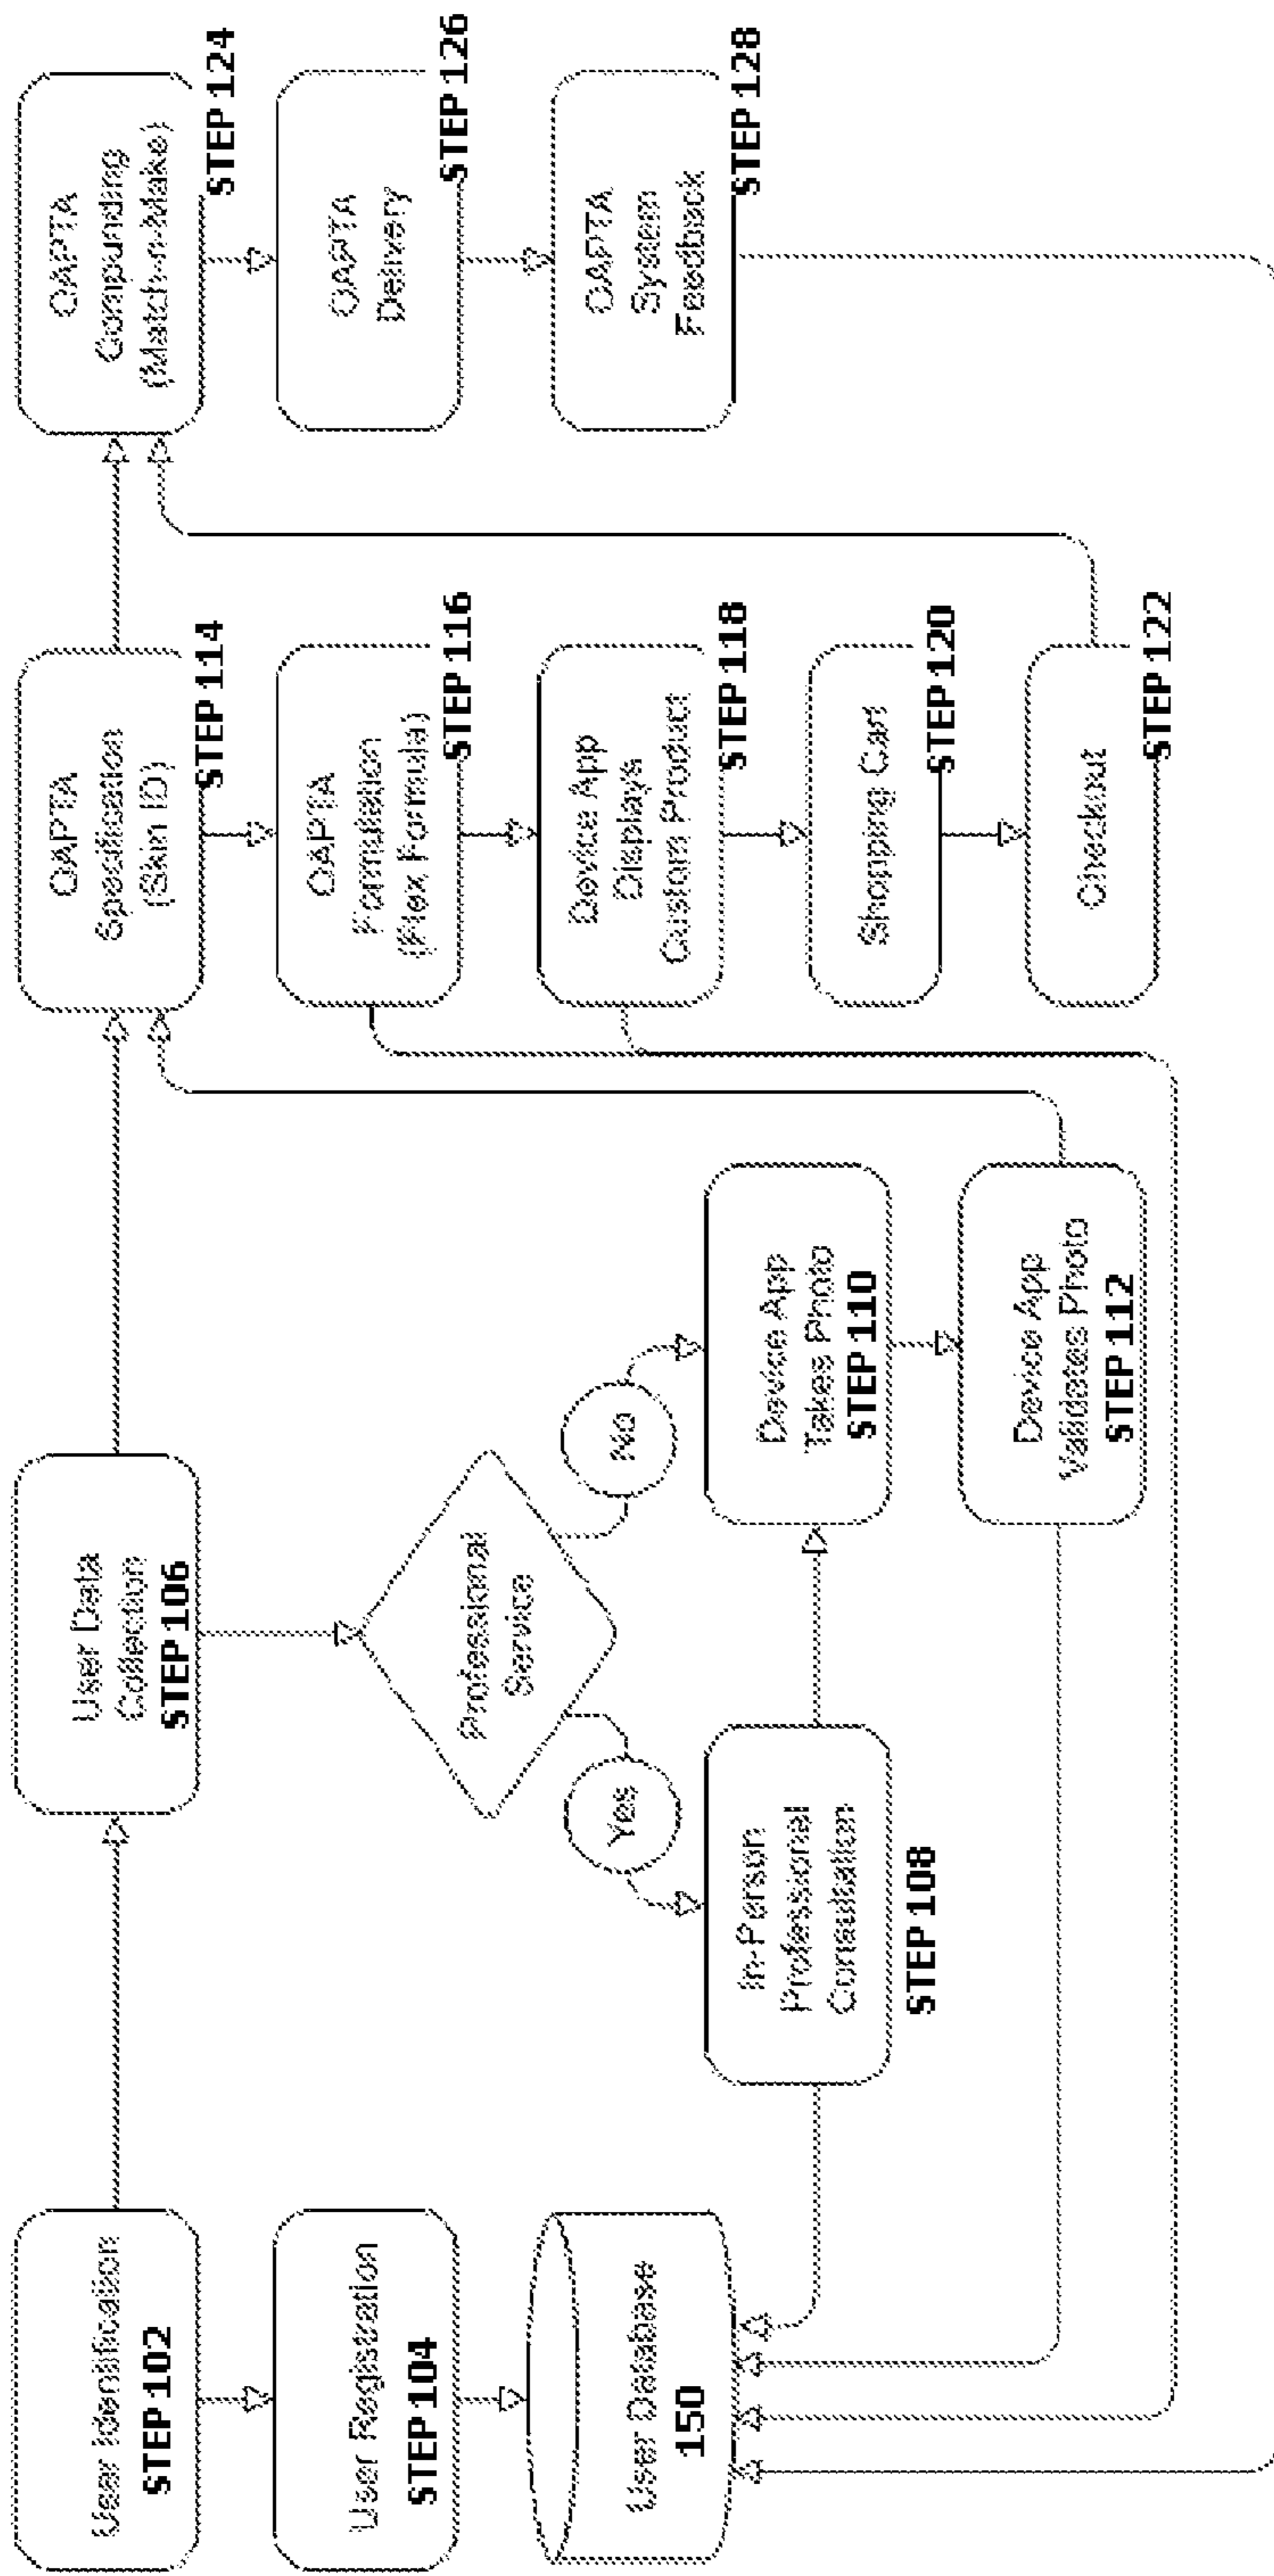 User Identification
STEP 102
User Registration
STEP 104
User Database
150
User Data
Collection
STEP 106
Professional
Service
Yes
No
In-Person
Professional
Consultation
STEP 108
Device App
Takes Photo
STEP 110
Device App
Validates Photo
STEP 112
OAPTA
Specification
(Skin ID)
STEP 114
OAPTA
Formulation
(Flex Formula)
STEP 116
Device App
Displays
Custom Product
STEP 118
Shopping Cart
STEP 120
Checkout
STEP 122
OAPTA
Compunding
(Match-n-Make)
STEP 124
OAPTA
Delivery
STEP 126
OAPTA
System
Feedback
STEP 128